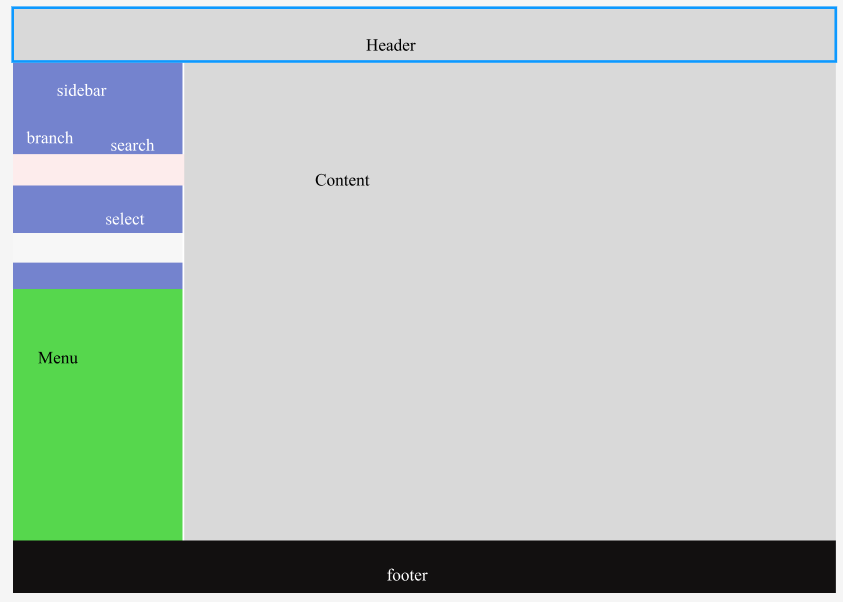 Header
sidebar
branch
search
Content
select
Menu
footer